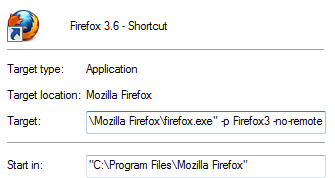 Firefox 3.6 - Shortcut
Target type: Application
Target location: Mozilla Firefox
Target: \Mozilla Firefox\firefox.exe" -p Firefox3 -no-remote
Start in: "C:\Program Files\Mozilla Firefox"